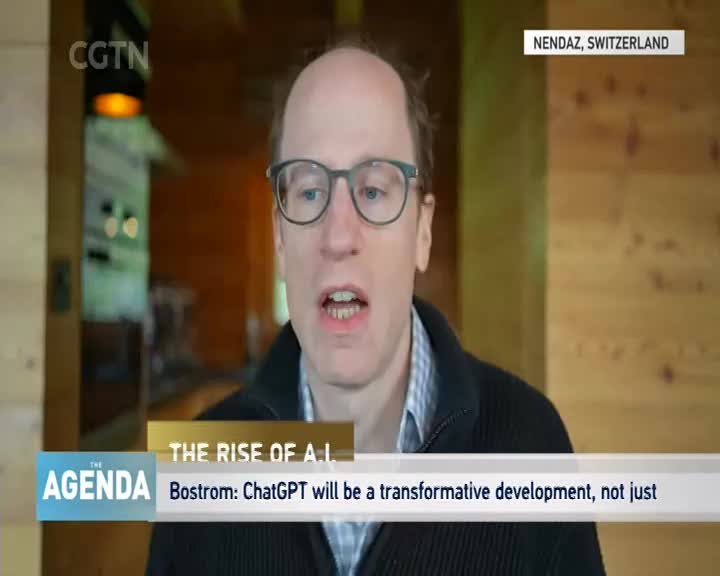 CGTN
NENDAZ, SWITZERLAND
THE RISE OF A.I.
THE
AGENDA
Bostrom: ChatGPT will be a transformative development, not just